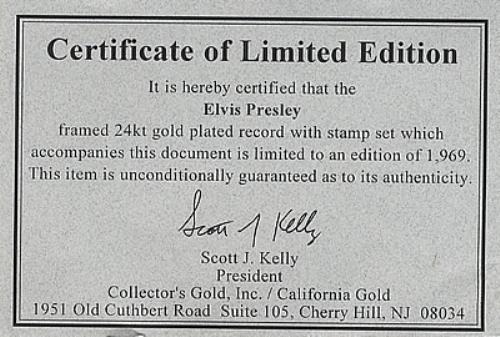 Certificate of Limited Edition
It is hereby certified that the
Elvis Presley
framed 24kt gold plated record with stamp set which
accompanies this document is limited to an edition of 1,969.
This item is unconditionally guaranteed as to its authenticity.
Scott J Kelly
Scott J. Kelly
President
Collector's Gold, Inc. / California Gold
1951 Old Cuthbert Road Suite 105, Cherry Hill, NJ 08034